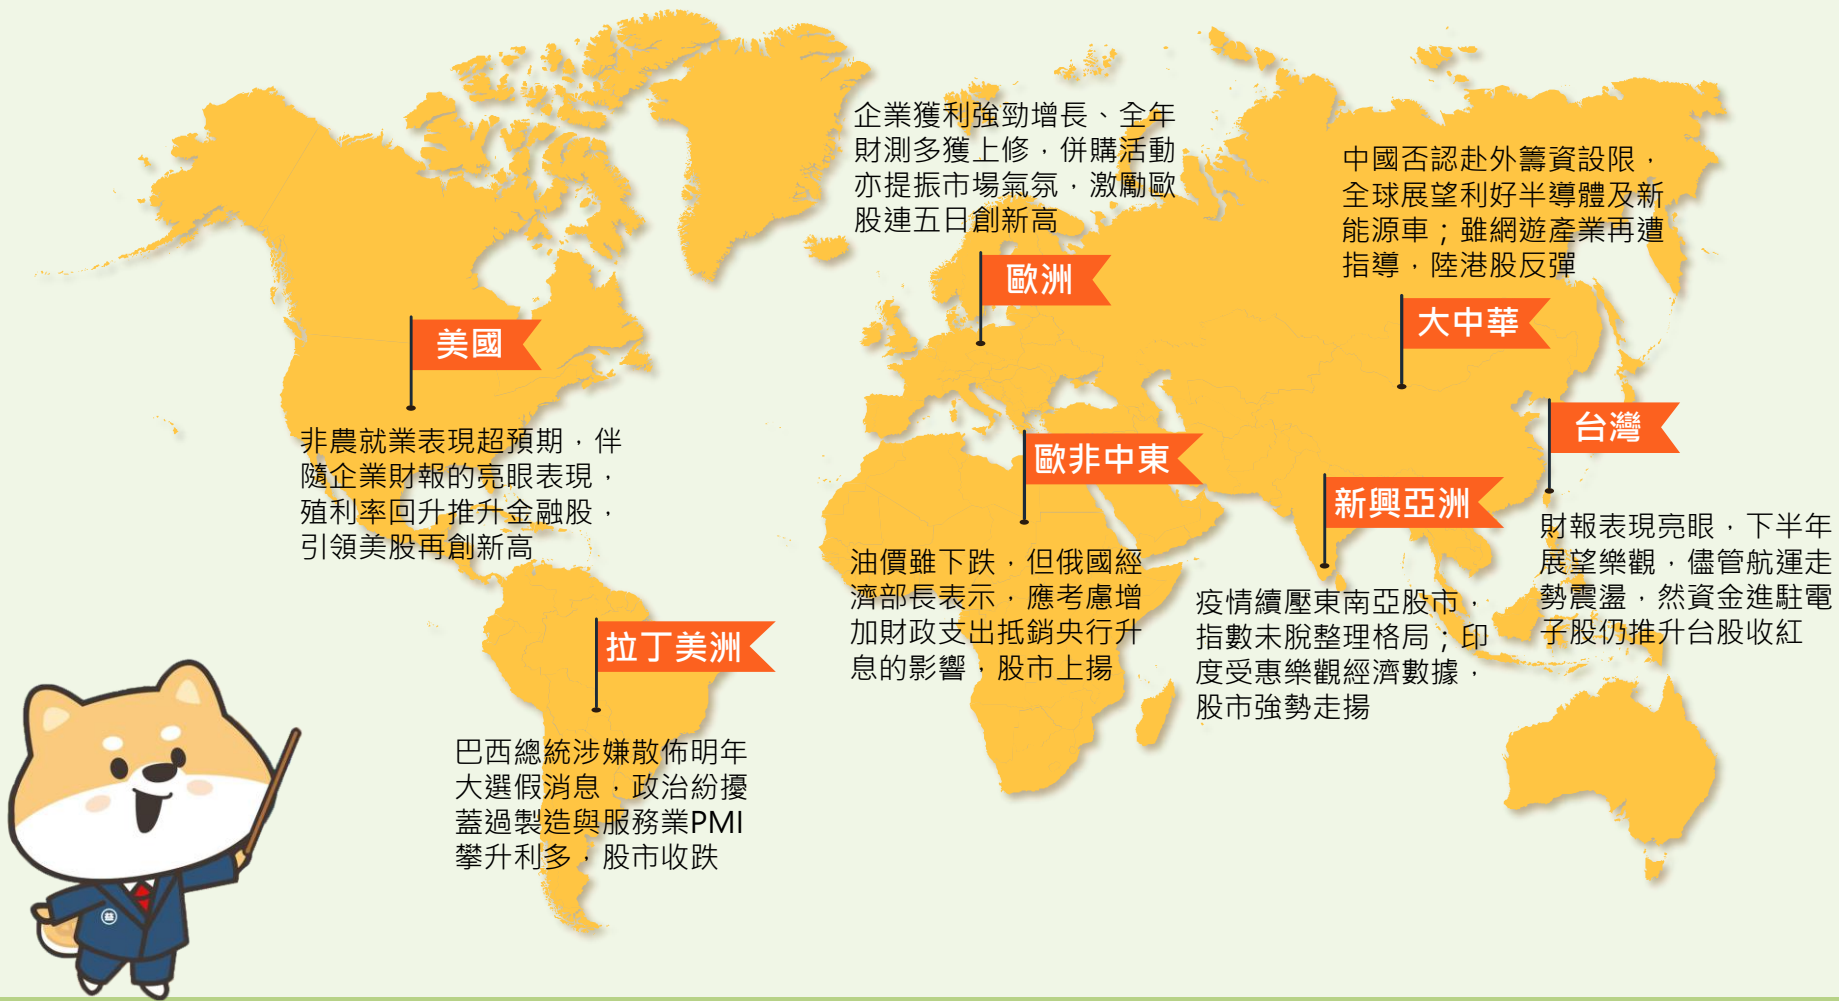 企業獲利強勁增長、全年
財測多獲上修，併購活動
亦提振市場氣氛，激勵歐
股連五日創新高
歐洲
中國否認赴外籌資設限，
全球展望利好半導體及新
能源車；雖網遊產業再遭
指導，陸港股反彈
大中華
美國
非農就業表現超預期，伴
隨企業財報的亮眼表現，
殖利率回升推升金融股，
引領美股再創新高
歐非中東
油價雖下跌，但俄國經
濟部長表示，應考慮增
加財政支出抵銷央行升
息的影響，股市上揚
新興亞洲
疫情續壓東南亞股市，
指數未脫整理格局；印
度受惠樂觀經濟數據，
股市強勢走揚
台灣
財報表現亮眼，下半年
展望樂觀，儘管航運走
勢震盪，然資金進駐電
子股仍推升台股收紅
拉丁美洲
巴西總統涉嫌散佈明年
大選假消息，政治紛擾
蓋過製造與服務業PMI
攀升利多，股市收跌